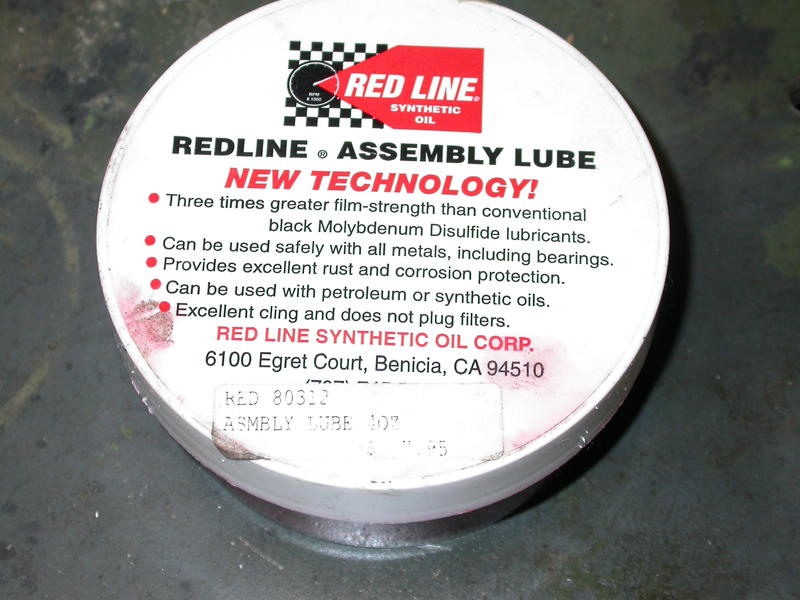 RPM
X 1000
RED LINE®
SYNTHETIC
OIL
REDLINE ® ASSEMBLY LUBE
NEW TECHNOLOGY!
• Three times greater film-strength than conventional
black Molybdenum Disulfide lubricants.
• Can be used safely with all metals, including bearings.
• Provides excellent rust and corrosion protection.
• Can be used with petroleum or synthetic oils.
• Excellent cling and does not plug filters.
RED LINE SYNTHETIC OIL CORP.
6100 Egret Court, Benicia, CA 94510
(707)
RED 80312
ASMBLY LUBE 4OZ